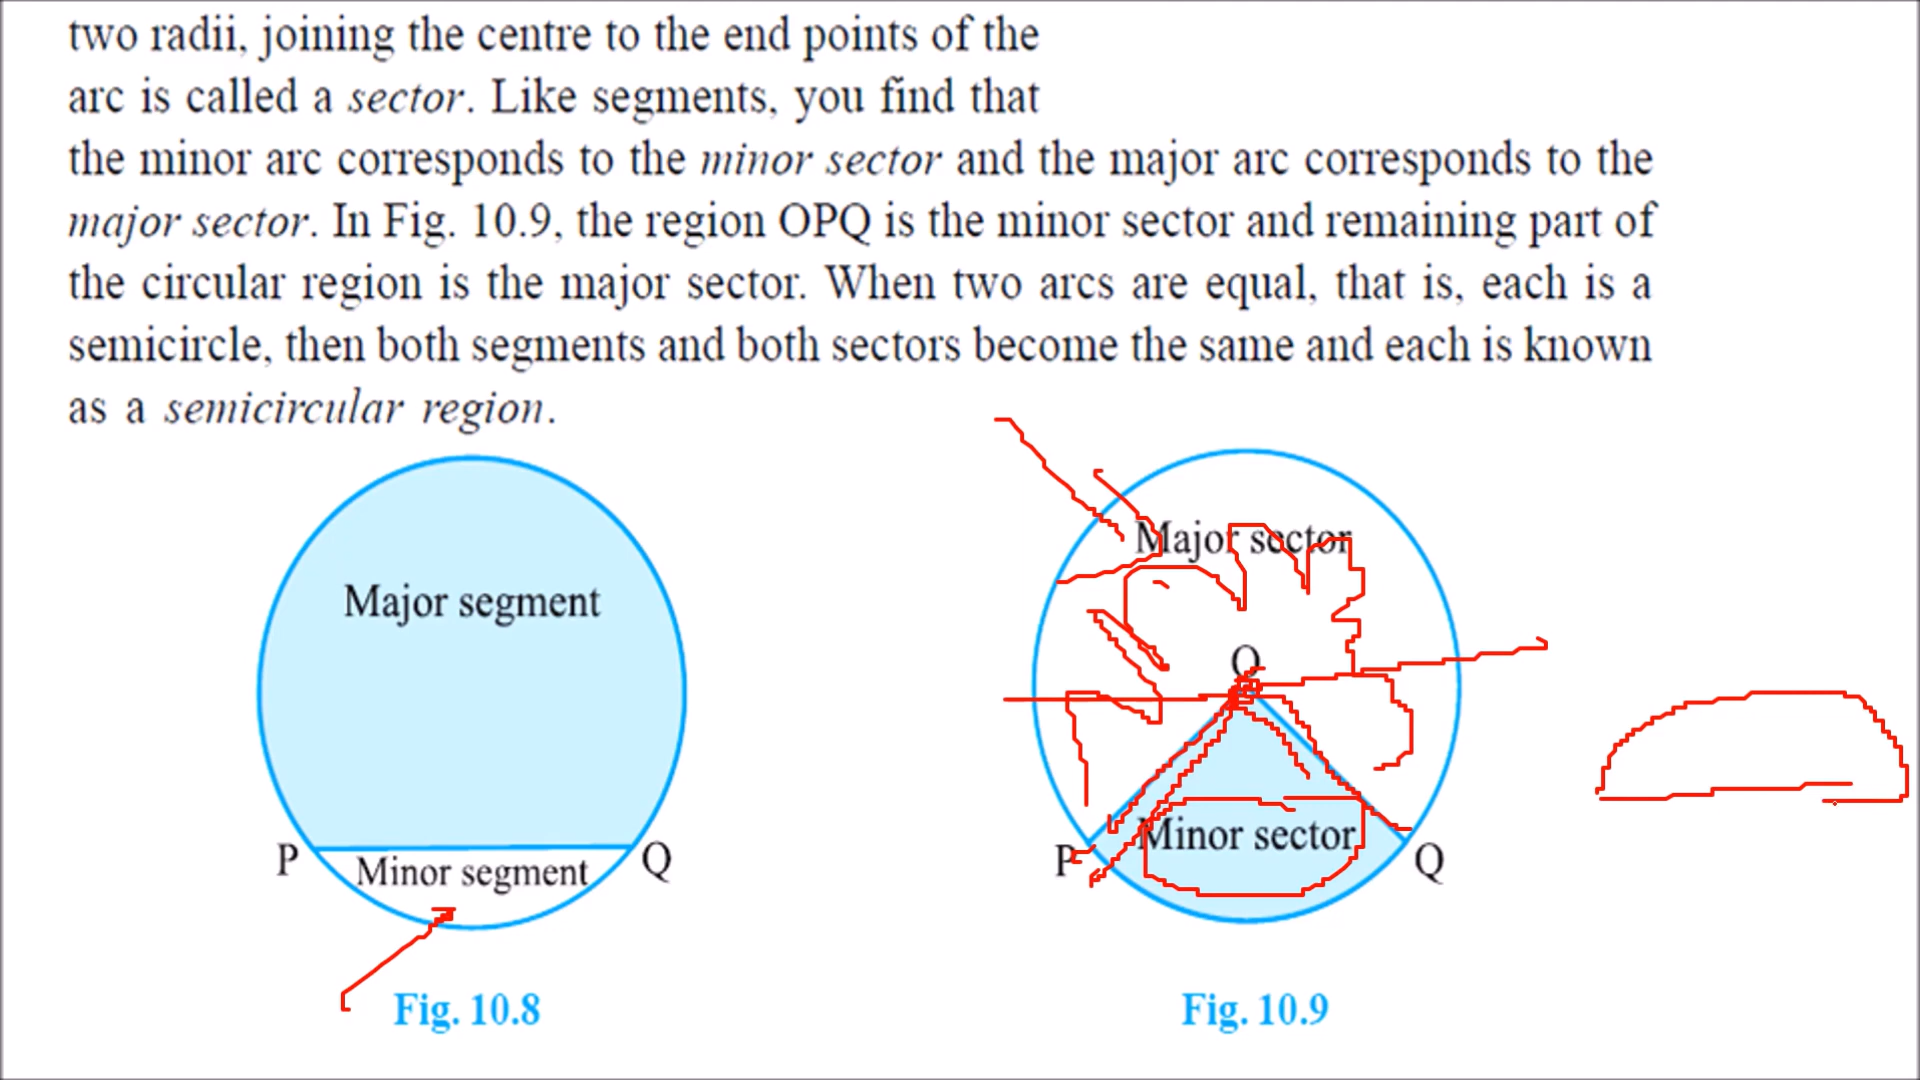 two radii, joining the centre to the end points of the
arc is called a sector. Like segments, you find that
the minor arc corresponds to the minor sector and the major arc corresponds to the
major sector. In Fig. 10.9, the region OPQ is the minor sector and remaining part of
the circular region is the major sector. When two arcs are equal, that is, each is a
semicircle, then both segments and both sectors become the same and each is known
as a semicircular region.
Major segment
P
Minor segment
Q
Fig. 10.8
Major sector
O
Minor sector
P
Q
Fig. 10.9